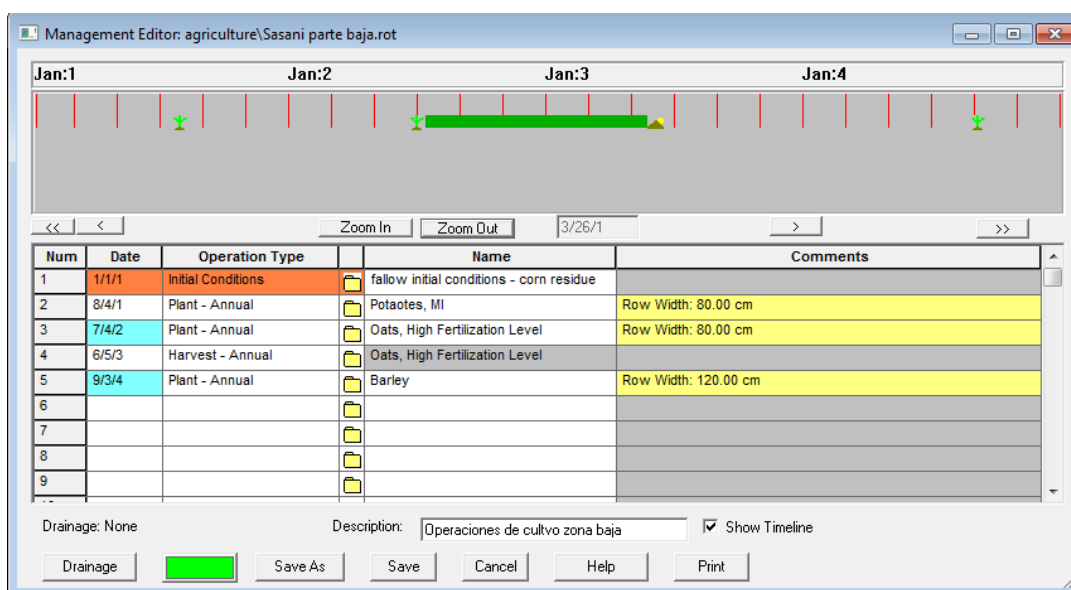 Management Editor: agriculture\Sasani parte baja.rot
Jan:1 Jan:2 Jan:3 Jan:4
<< < Zoom In Zoom Out 3/26/1 > >>
Num Date Operation Type Name Comments
1 1/1/1 Initial Conditions fallow initial conditions - corn residue
2 8/4/1 Plant - Annual Potaotes, MI Row Width: 80.00 cm
3 7/4/2 Plant - Annual Oats, High Fertilization Level Row Width: 80.00 cm
4 6/5/3 Harvest - Annual Oats, High Fertilization Level
5 9/3/4 Plant - Annual Barley Row Width: 120.00 cm
6
7
8
9
Drainage: None Description: Operaciones de cultvo zona baja Show Timeline
Drainage Save As Save Cancel Help Print